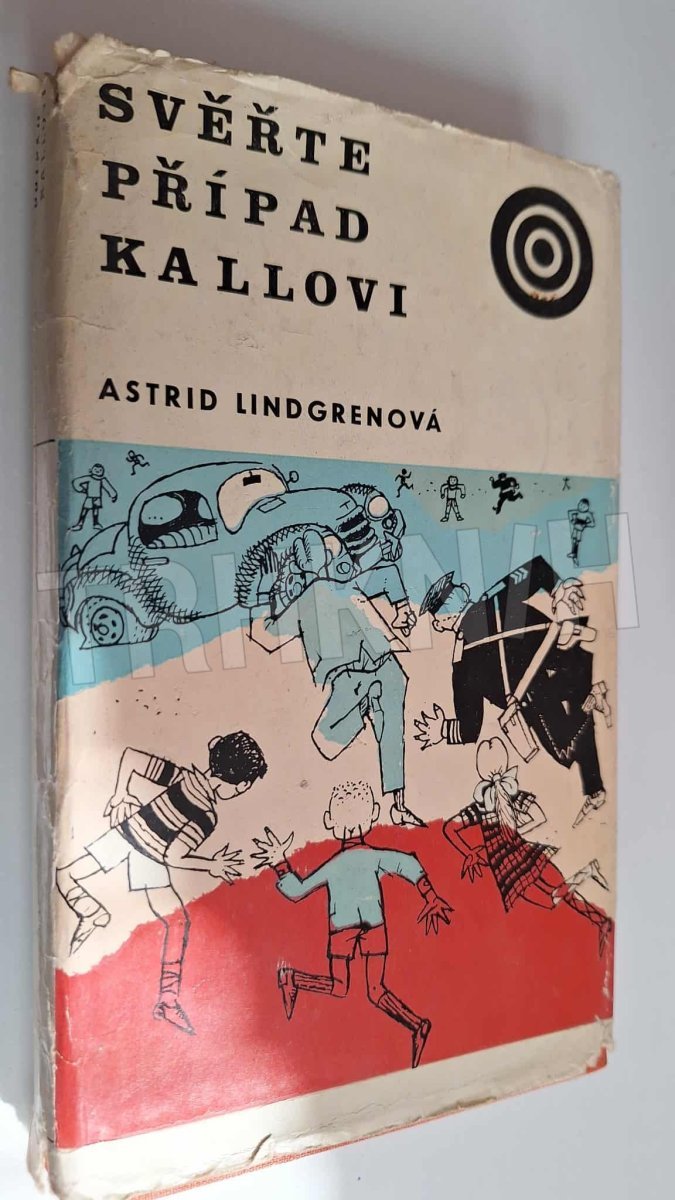 SVĚŘTE
PŘÍPAD
KALLOVI
ASTRID LINDGRENOVÁ